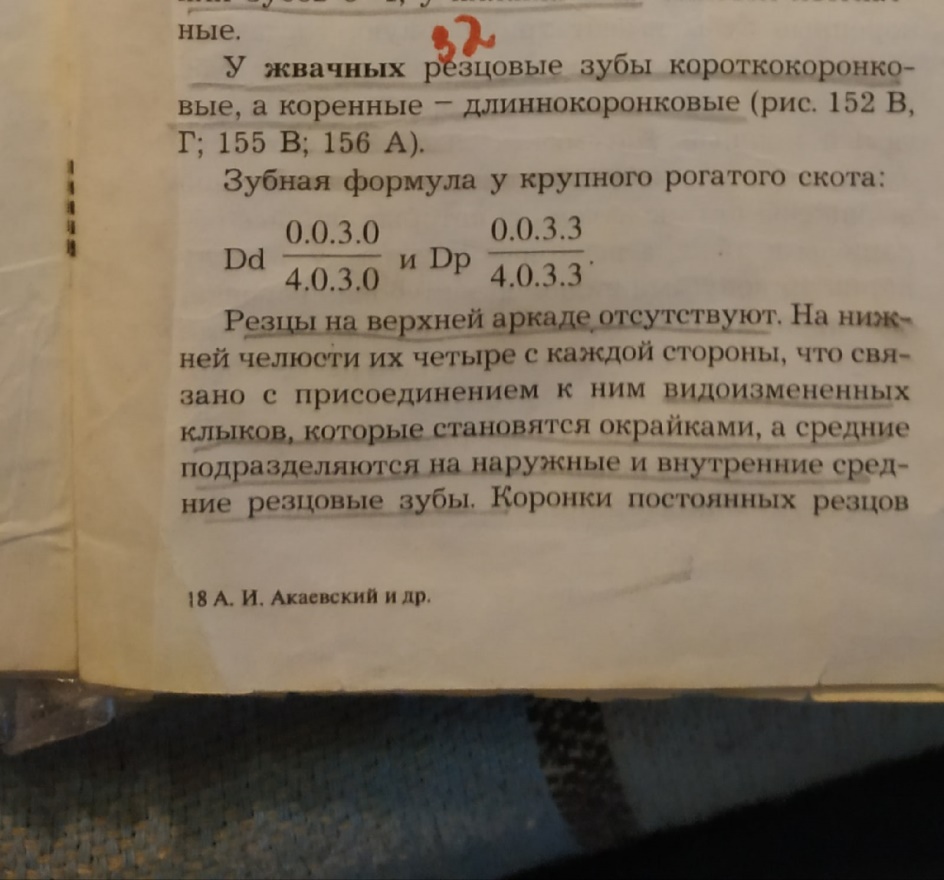 ные.
32
У жвачных резцовые зубы короткокоронко-
вые, а коренные – длиннокоронковые (рис. 152 В,
Г; 155 В; 156 А).
Зубная формула у крупного рогатого скота:
0.0.3.0 0.0.3.3
Dd и Dp .
4.0.3.0 4.0.3.3
Резцы на верхней аркаде отсутствуют. На ниж-
ней челюсти их четыре с каждой стороны, что свя-
зано с присоединением к ним видоизмененных
клыков, которые становятся окрайками, а средние
подразделяются на наружные и внутренние сред-
ние резцовые зубы. Коронки постоянных резцов
18 А. И. Акаевский и др.